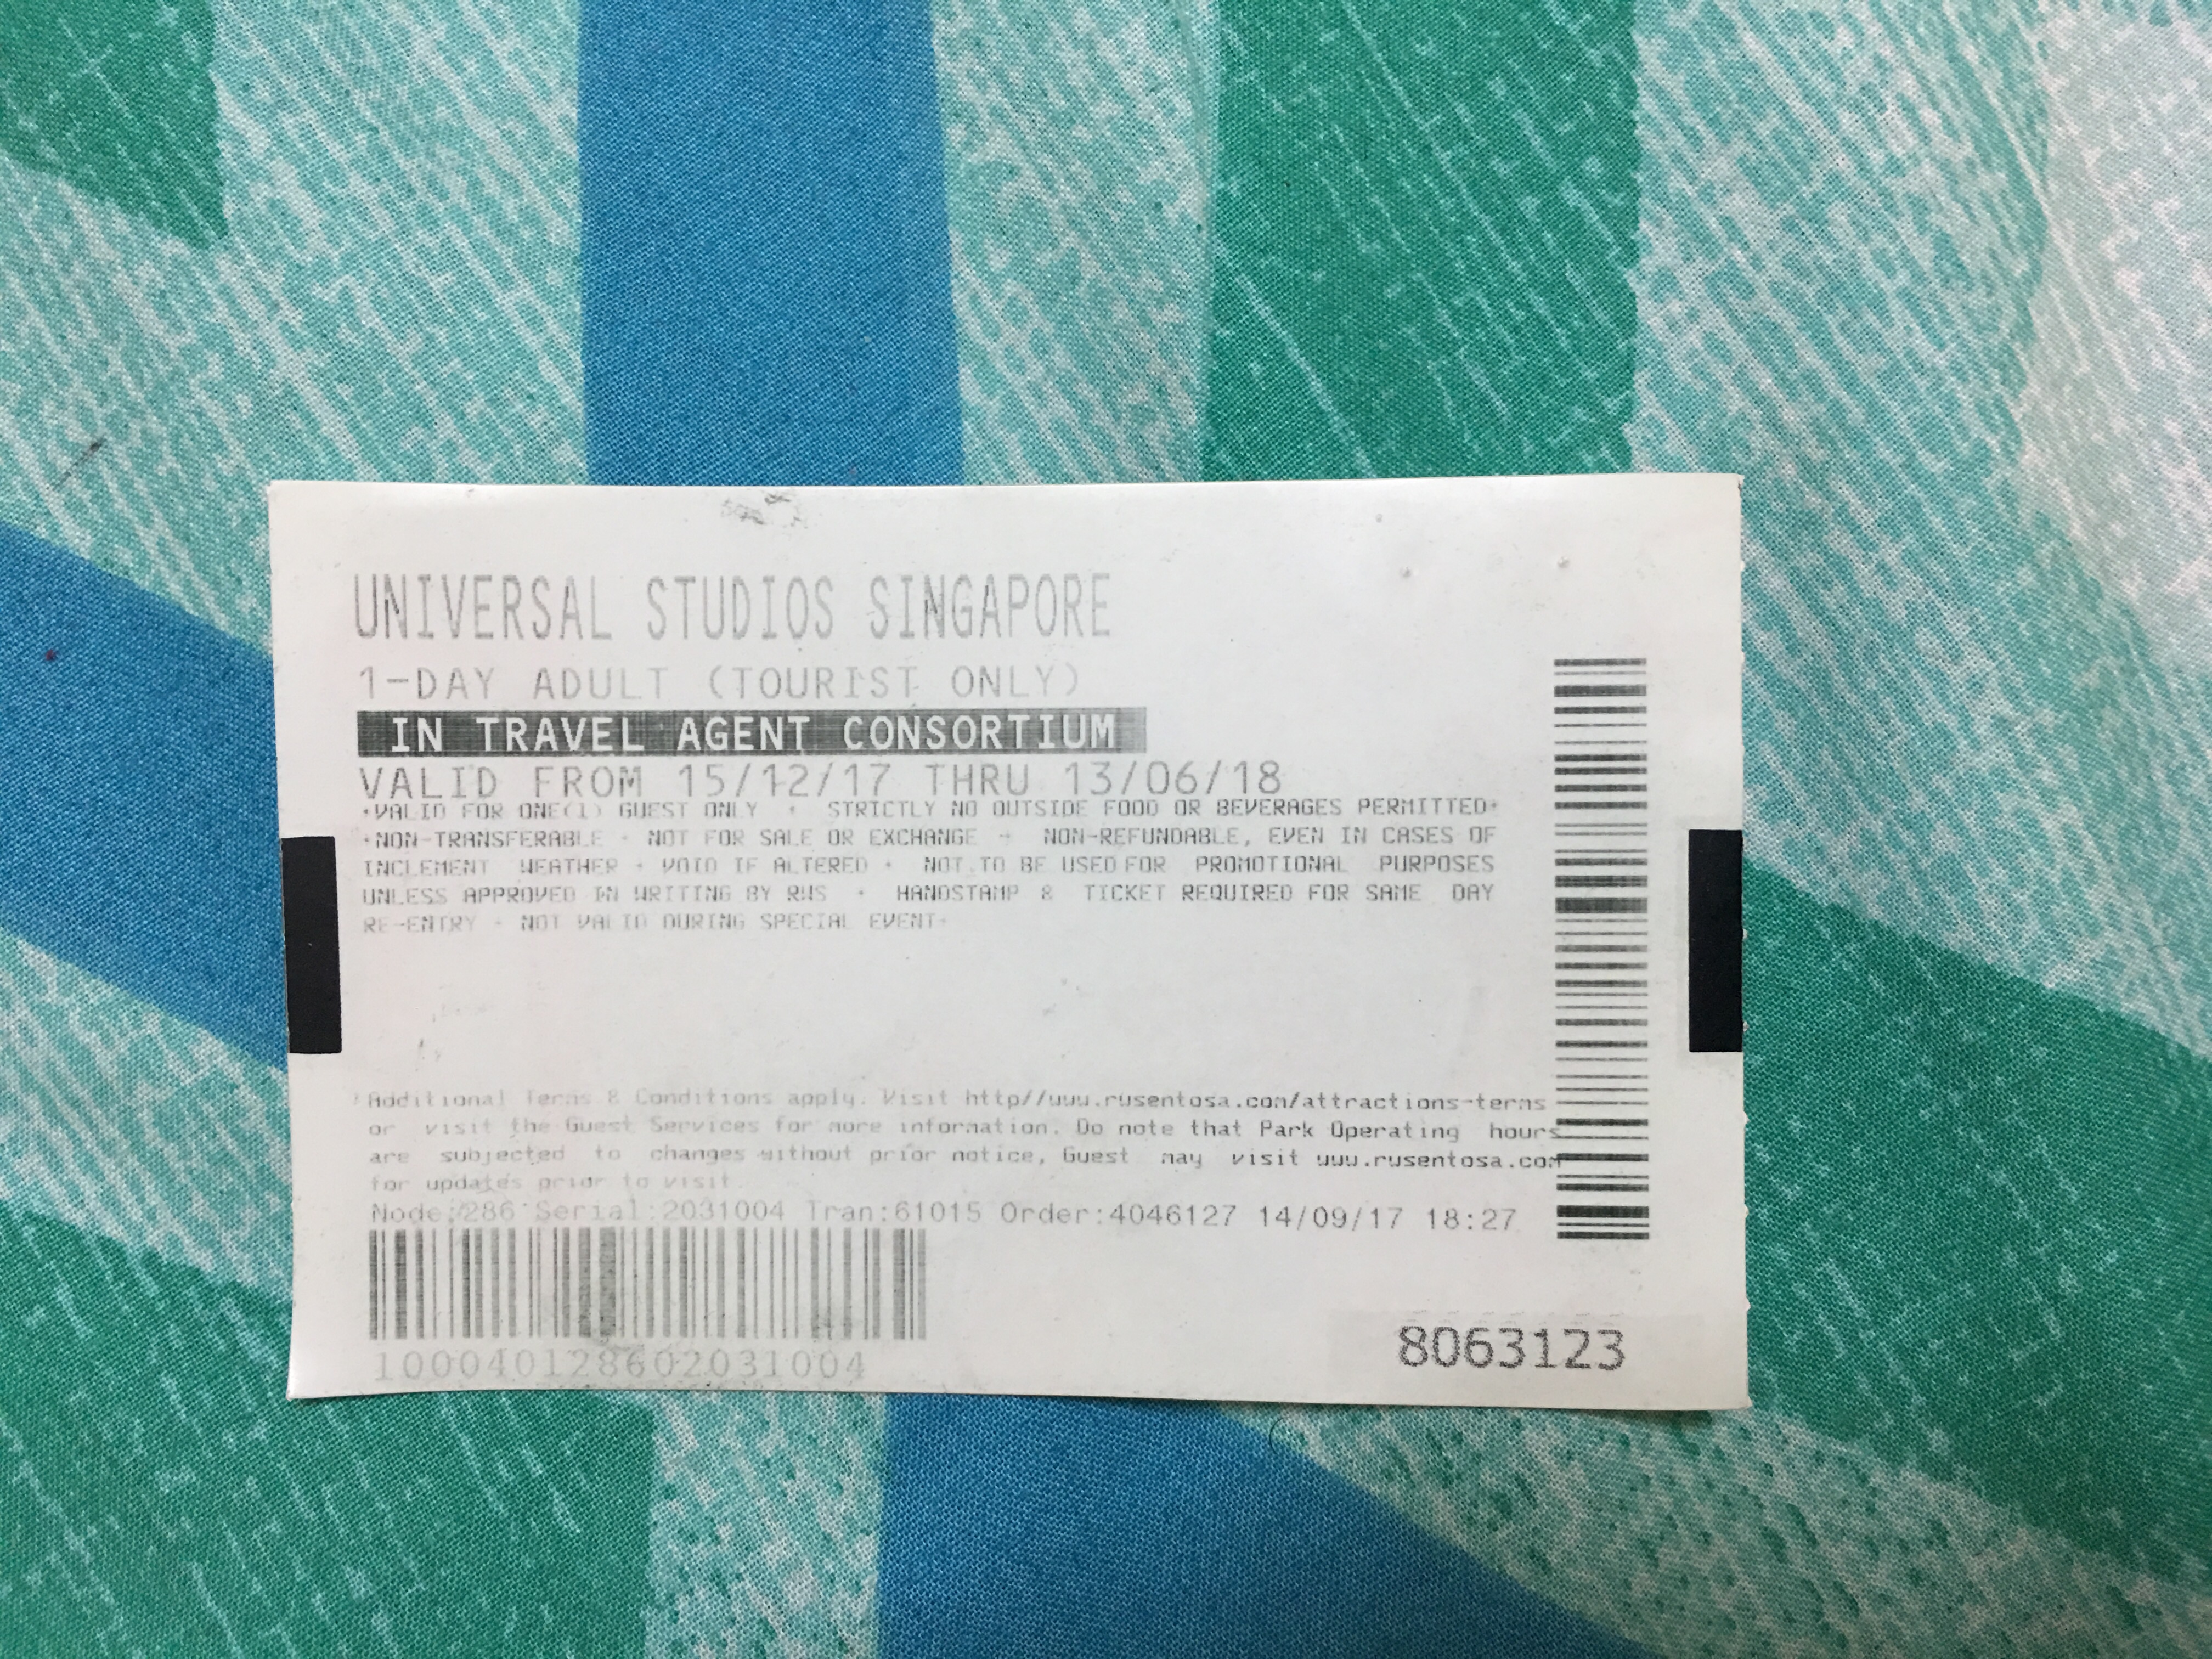 UNIVERSAL STUDIOS SINGAPORE
1-DAY ADULT (TOURIST ONLY)
IN TRAVEL AGENT CONSORTIUM
VALID FROM 15/12/17 THRU 13/06/18
•VALID FOR ONE(1) GUEST ONLY • STRICTLY NO OUTSIDE FOOD OR BEVERAGES PERMITTED•
•NON-TRANSFERABLE • NOT FOR SALE OR EXCHANGE • NON-REFUNDABLE, EVEN IN CASES OF
INCLEMENT WEATHER • VOID IF ALTERED • NOT TO BE USED FOR PROMOTIONAL PURPOSES
UNLESS APPROVED IN WRITING BY RWS • HANDSTAMP & TICKET REQUIRED FOR SAME DAY
RE-ENTRY • NOT VALID DURING SPECIAL EVENT•
Additional Terms & Conditions apply. Visit http//www.rwsentosa.com/attractions-terms
or visit the Guest Services for more information. Do note that Park Operating hours
are subjected to changes without prior notice, Guest may visit www.rwsentosa.com
for updates prior to visit.
Node:286 Serial:2031004 Tran:61015 Order:4046127 14/09/17 18:27
100040128602031004
8063123